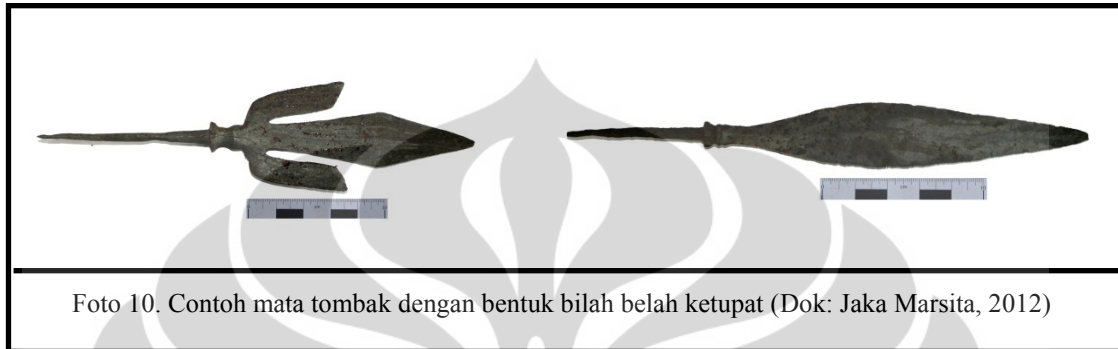 Foto 10. Contoh mata tombak dengan bentuk bilah belah ketupat (Dok: Jaka Marsita, 2012)